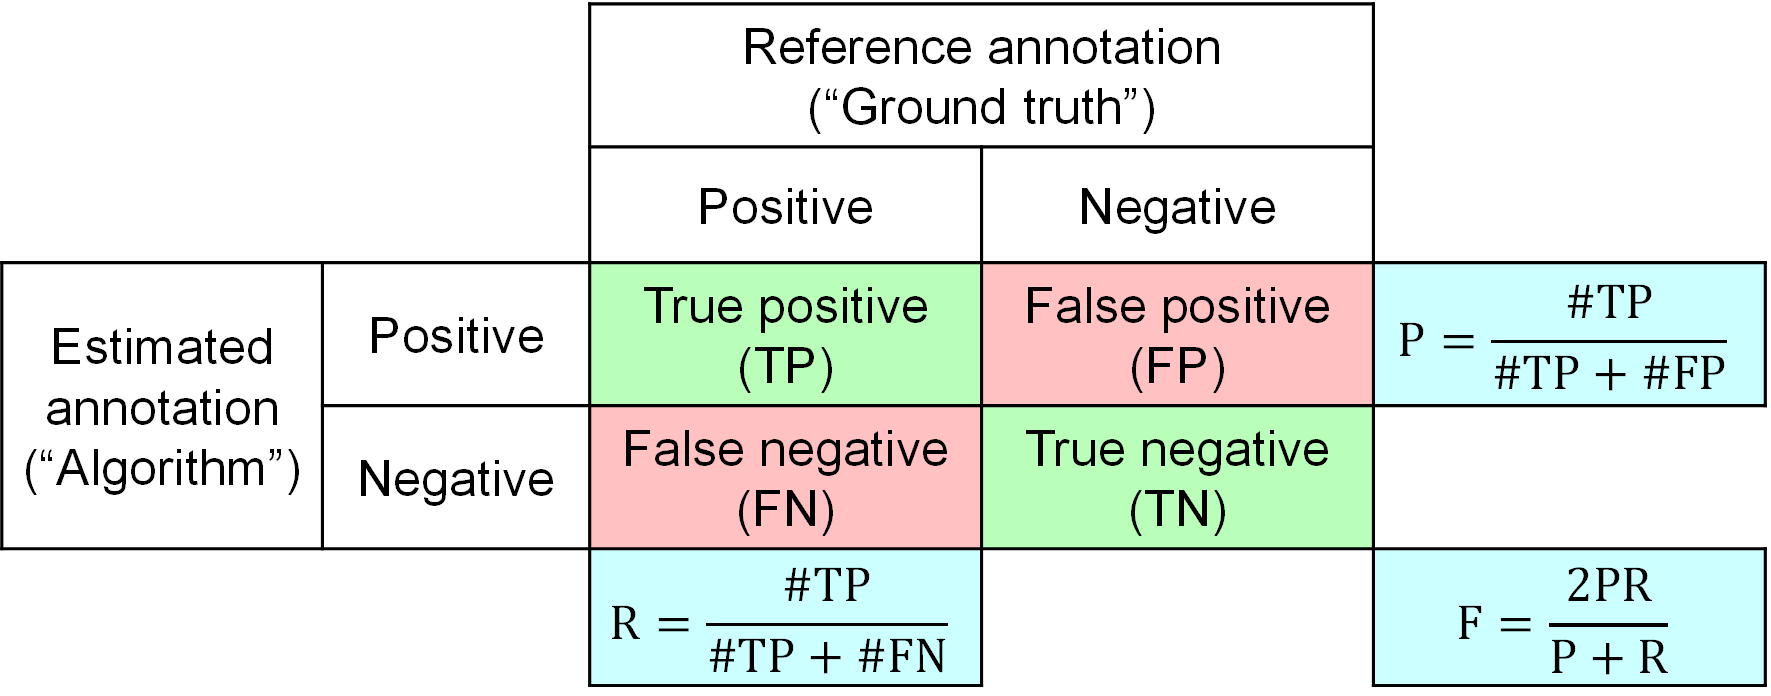 Reference annotation
(“Ground truth”)
Positive
Negative
Estimated
annotation
(“Algorithm”)
Positive
True positive
(TP)
False positive
(FP)
P = #TP / #TP + #FP
Negative
False negative
(FN)
True negative
(TN)
R = #TP / #TP + #FN
F = 2PR / P + R